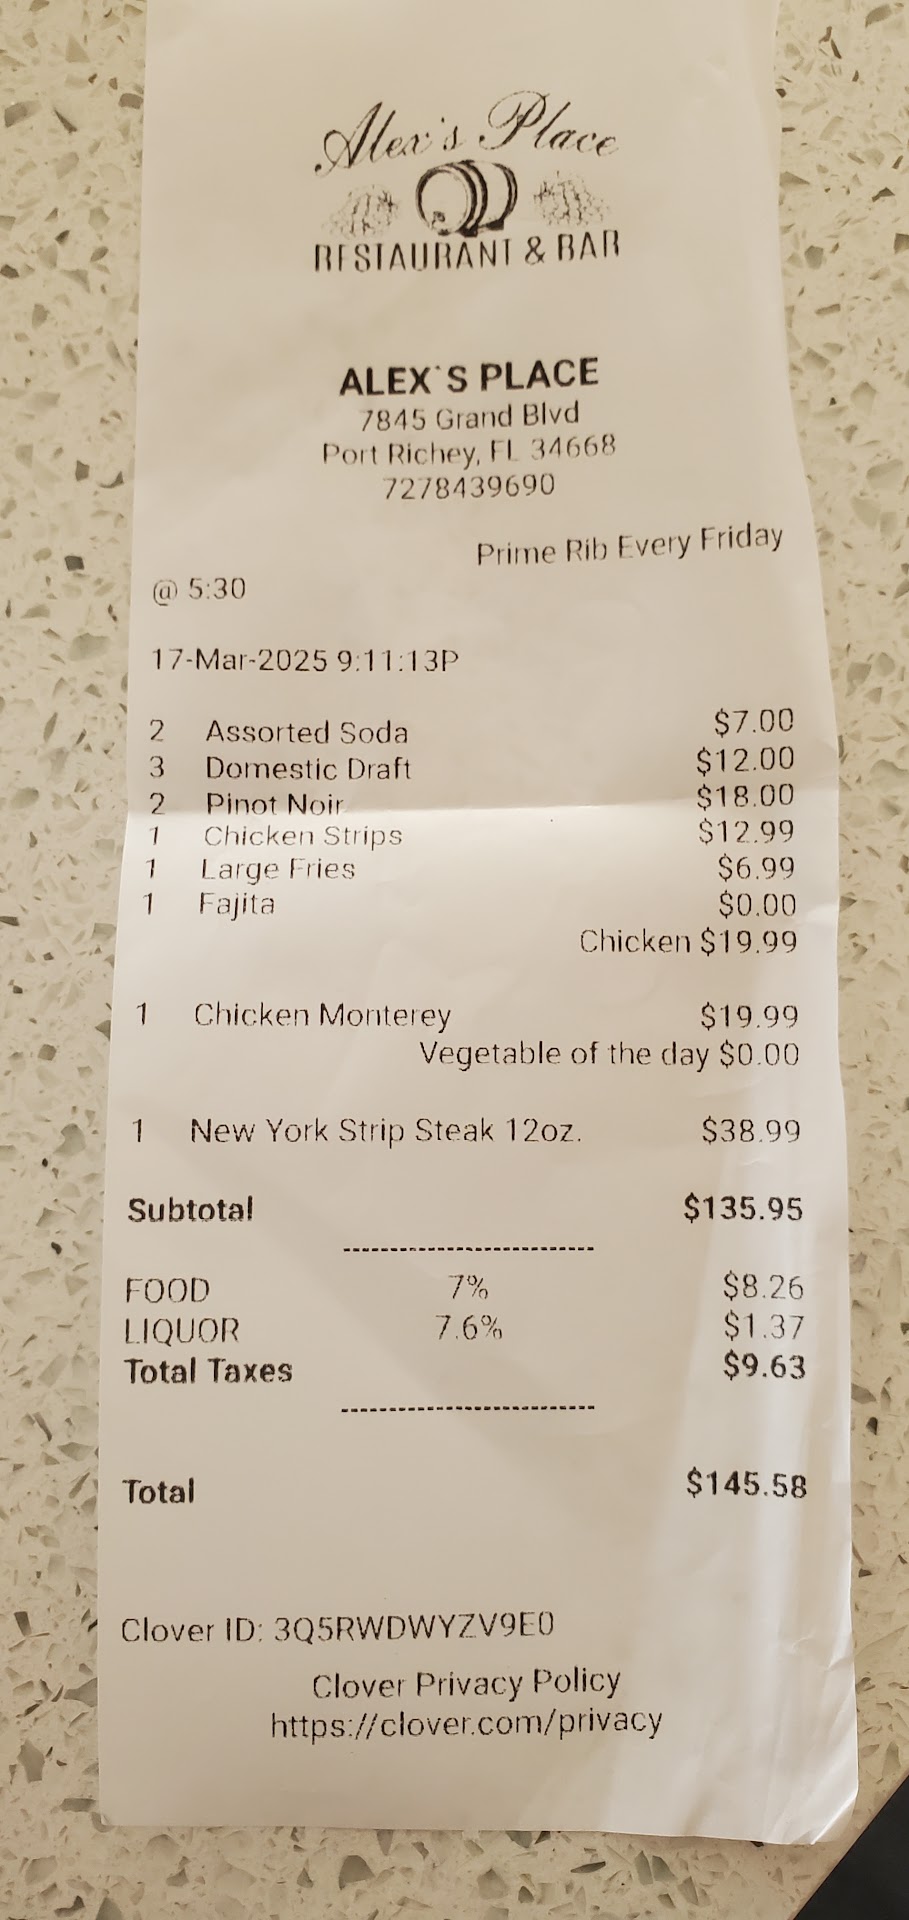 Alex's Place
RESTAURANT & BAR
ALEX`S PLACE
7845 Grand Blvd
Port Richey, FL 34668
7278439690
Prime Rib Every Friday
@ 5:30
17-Mar-2025 9:11:13P
2 Assorted Soda $7.00
3 Domestic Draft $12.00
2 Pinot Noir $18.00
1 Chicken Strips $12.99
1 Large Fries $6.99
1 Fajita $0.00
Chicken $19.99
1 Chicken Monterey $19.99
Vegetable of the day $0.00
1 New York Strip Steak 12oz. $38.99
Subtotal $135.95
-----------------------------
FOOD 7% $8.26
LIQUOR 7.6% $1.37
Total Taxes $9.63
-----------------------------
Total $145.58
Clover ID: 3Q5RWDWYZV9E0
Clover Privacy Policy
https://clover.com/privacy